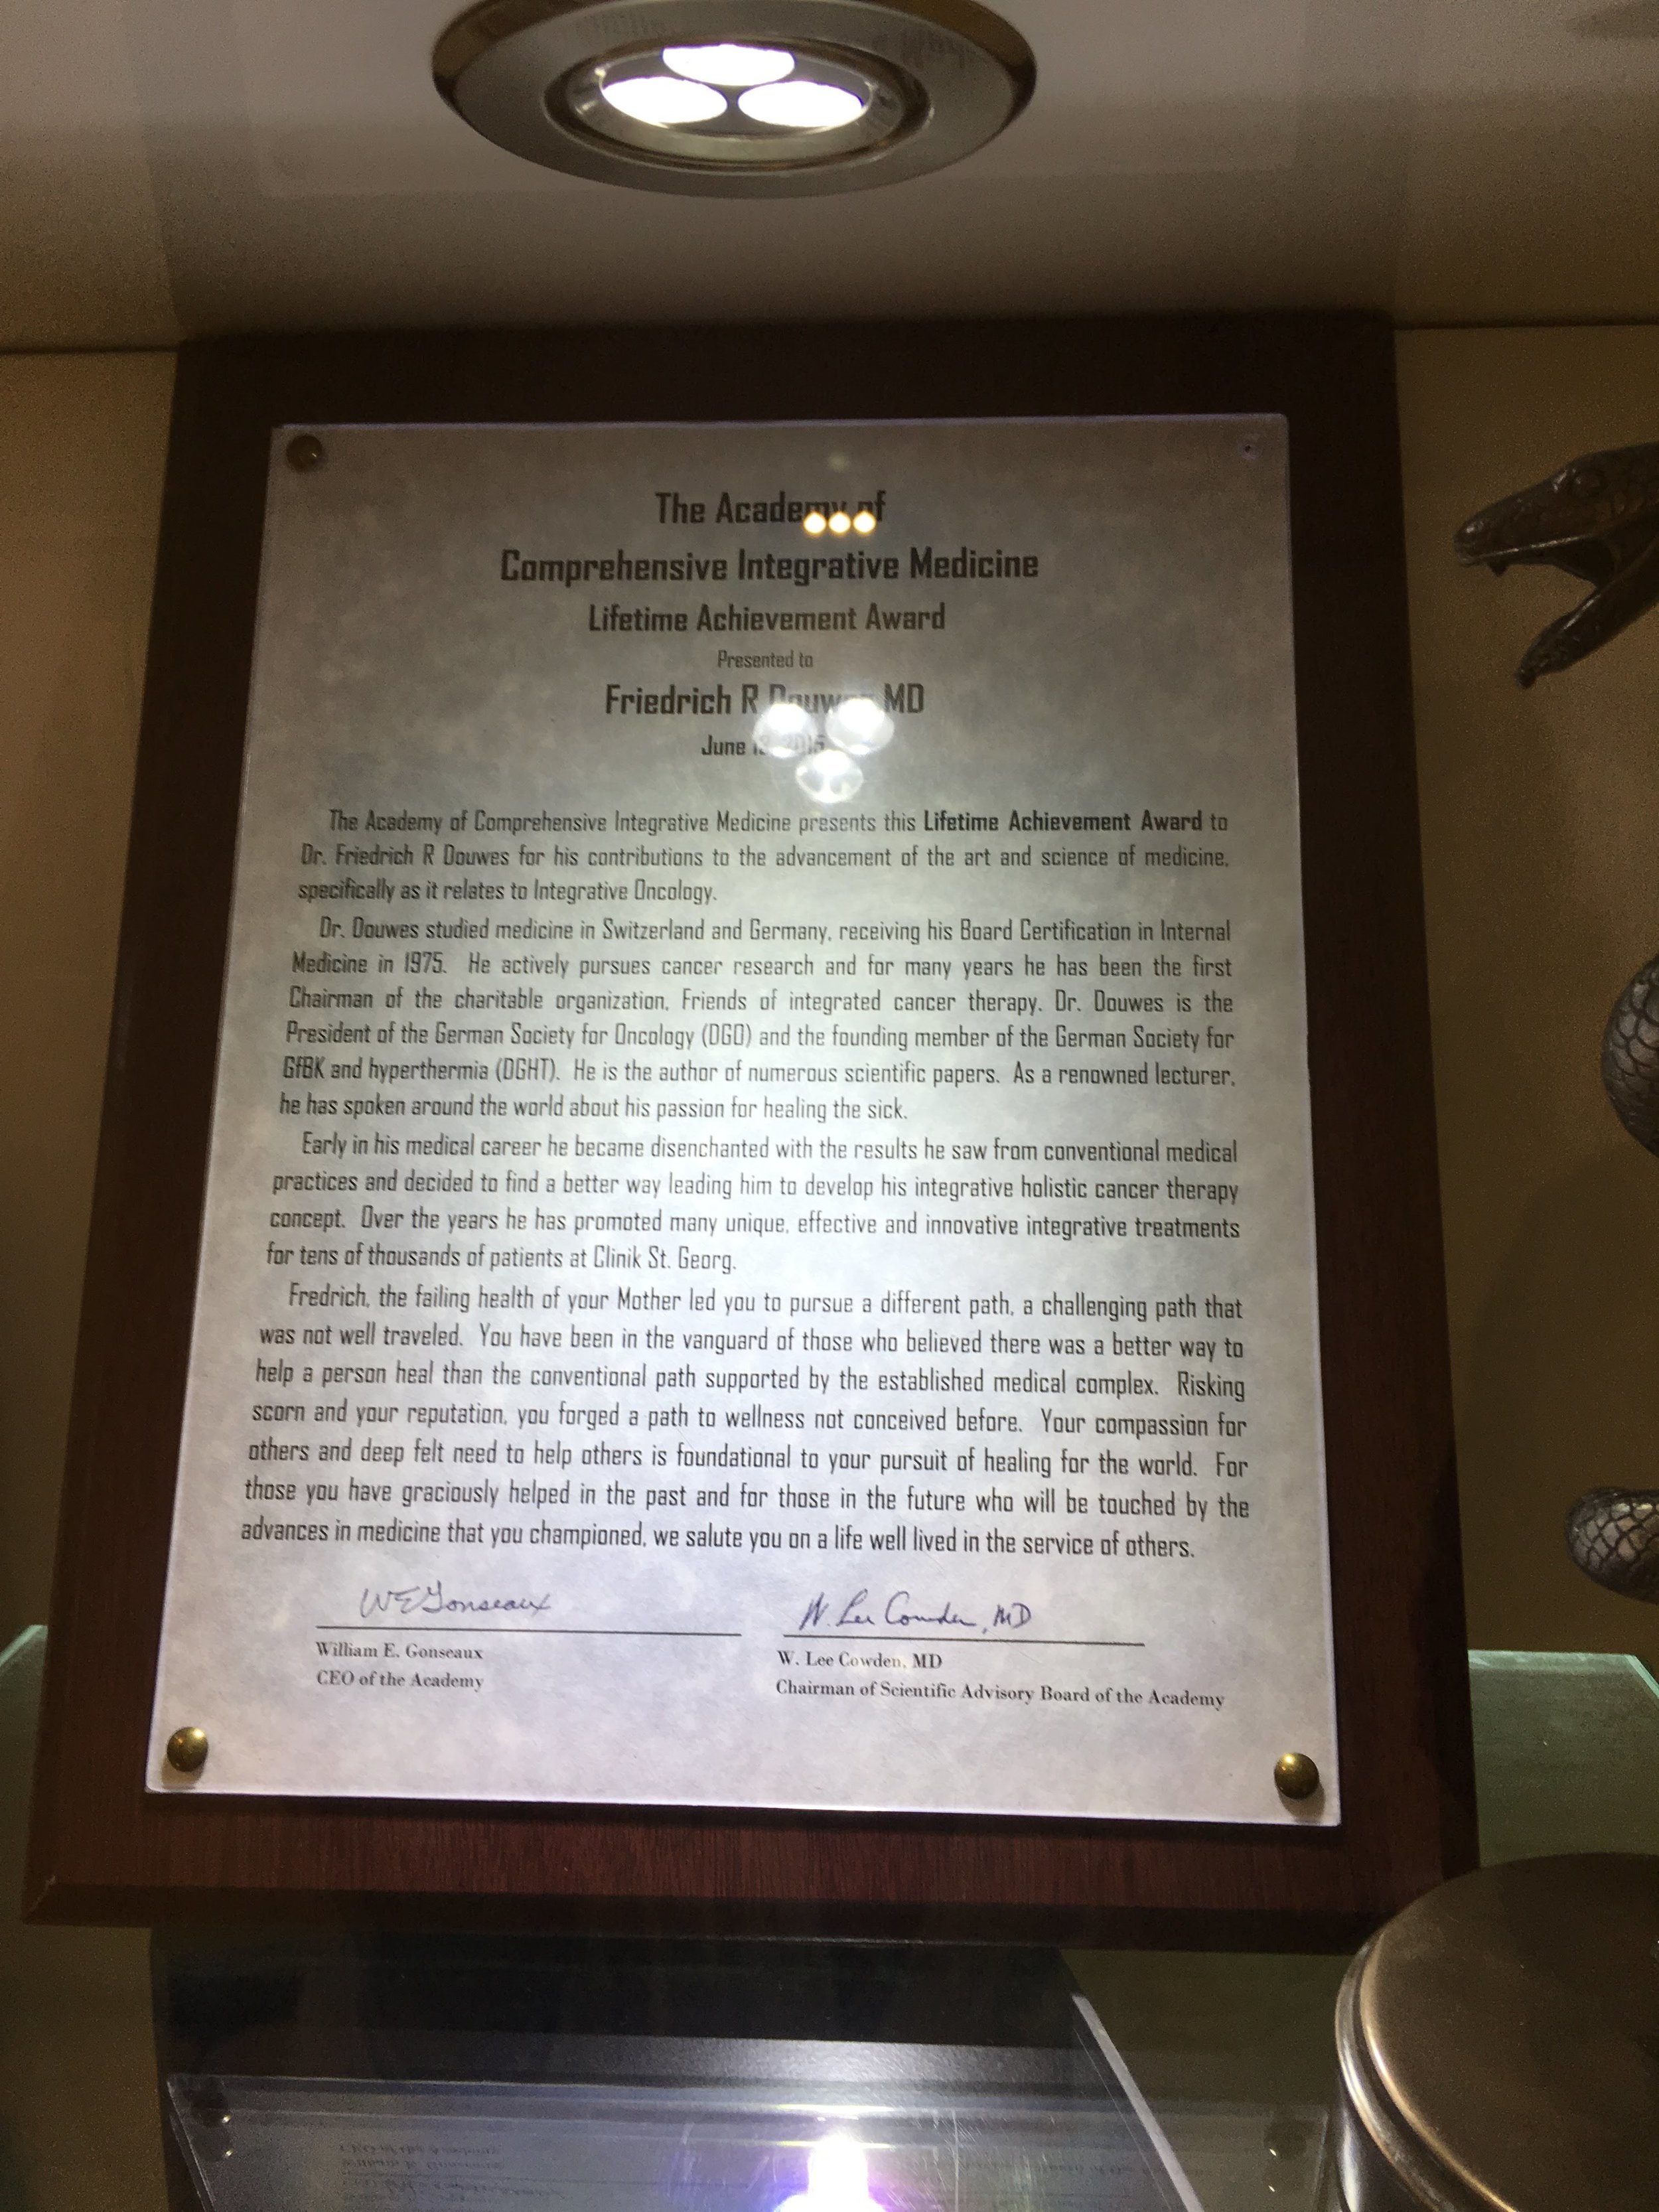 The Academy of
Comprehensive Integrative Medicine
Lifetime Achievement Award
Presented to
Friedrich R Douwes MD
June 2015
The Academy of Comprehensive Integrative Medicine presents this Lifetime Achievement Award to
Dr. Friedrich R Douwes for his contributions to the advancement of the art and science of medicine,
specifically as it relates to Integrative Oncology.
Dr. Douwes studied medicine in Switzerland and Germany, receiving his Board Certification in Internal
Medicine in 1975. He actively pursues cancer research and for many years he has been the first
Chairman of the charitable organization, Friends of integrated cancer therapy. Dr. Douwes is the
President of the German Society for Oncology (DGO) and the founding member of the German Society for
GfBK and hyperthermia (DGHT). He is the author of numerous scientific papers. As a renowned lecturer,
he has spoken around the world about his passion for healing the sick.
Early in his medical career he became disenchanted with the results he saw from conventional medical
practices and decided to find a better way leading him to develop his integrative holistic cancer therapy
concept. Over the years he has promoted many unique, effective and innovative integrative treatments
for tens of thousands of patients at Clinik St. Georg.
Fredrich, the failing health of your Mother led you to pursue a different path, a challenging path that
was not well traveled. You have been in the vanguard of those who believed there was a better way to
help a person heal than the conventional path supported by the established medical complex. Risking
scorn and your reputation, you forged a path to wellness not conceived before. Your compassion for
others and deep felt need to help others is foundational to your pursuit of healing for the world. For
those you have graciously helped in the past and for those in the future who will be touched by the
advances in medicine that you championed, we salute you on a life well lived in the service of others.
WEGonseaux
W. Lee Cowden, MD
William E. Gonseaux
CEO of the Academy
W. Lee Cowden, MD
Chairman of Scientific Advisory Board of the Academy